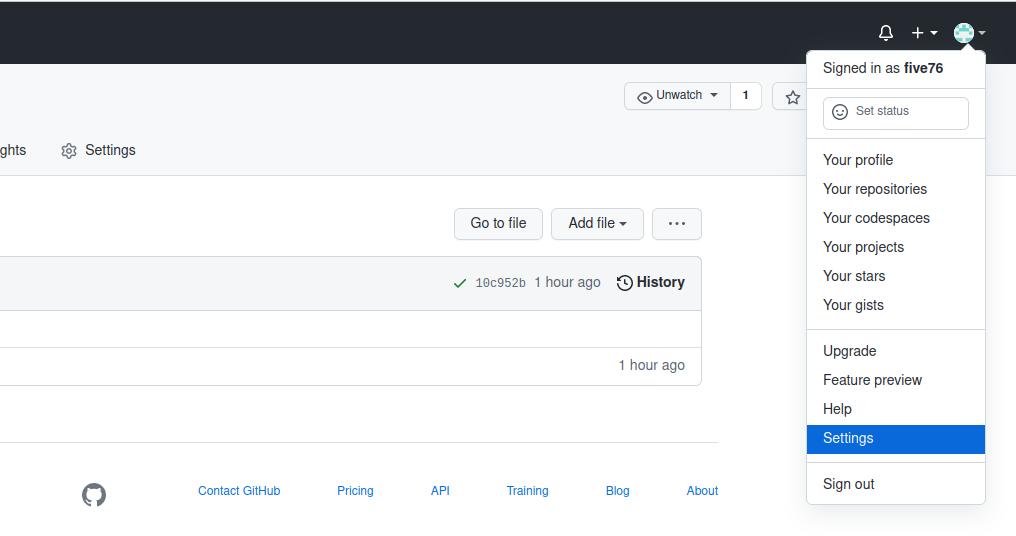 Signed in as five76
Unwatch 1
Set status
ghts Settings
Your profile
Your repositories
Your codespaces
Your projects
Your stars
Your gists
Go to file Add file
10c952b 1 hour ago History
1 hour ago
Upgrade
Feature preview
Help
Settings
Sign out
Contact GitHub Pricing API Training Blog About